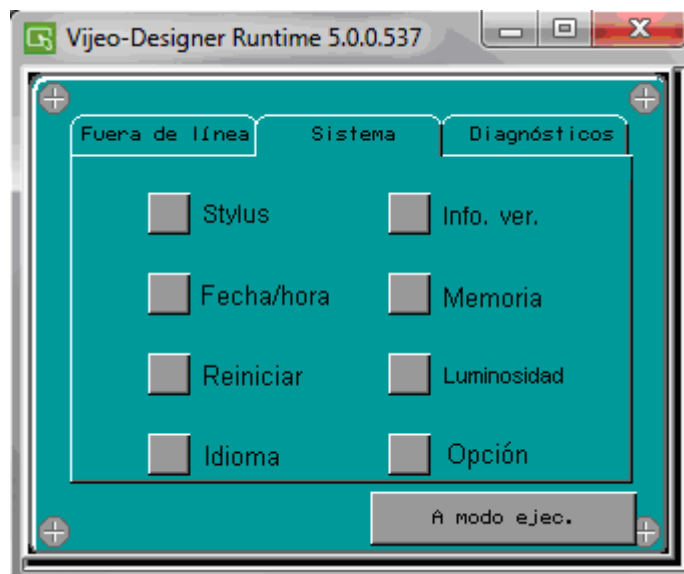 Vijeo-Designer Runtime 5.0.0.537
Fuera de línea Sistema Diagnósticos
Stylus Info. ver.
Fecha/hora Memoria
Reiniciar Luminosidad
Idioma Opción
A modo ejec.